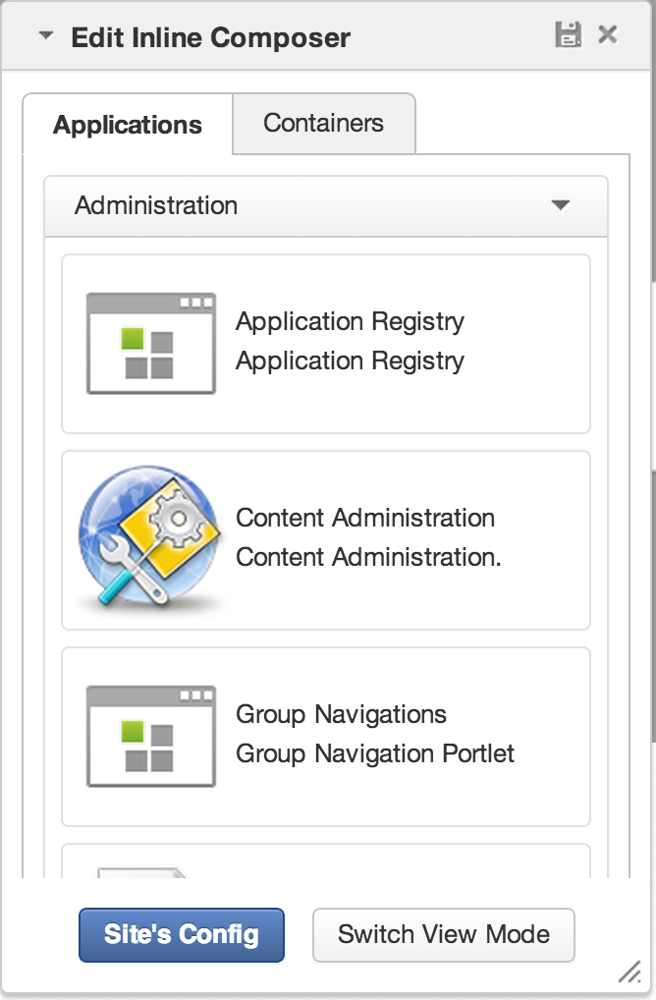 Edit Inline Composer
Applications
Containers
Administration
Application Registry
Application Registry
Content Administration
Content Administration.
Group Navigations
Group Navigation Portlet
Site's Config
Switch View Mode